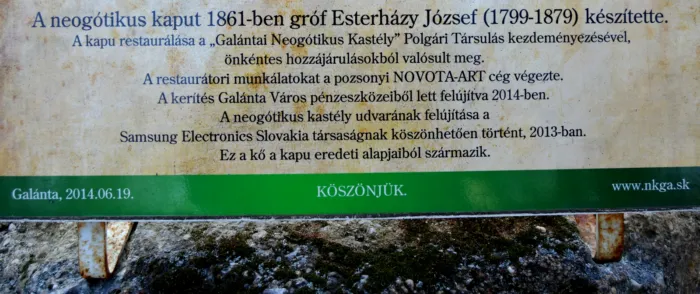 A neogótikus kaput 1861-ben gróf Esterházy József (1799-1879) készítette.
A kapu restaurálása a „Galántai Neogótikus Kastély” Polgári Társulás kezdeményezésével,
önkéntes hozzájárulásokból valósult meg.
A restaurátori munkálatokat a pozsonyi NOVOTA-ART cég végezte.
A kerítés Galánta Város pénzeszközeiből lett felújítva 2014-ben.
A neogótikus kastély udvarának felújítása a
Samsung Electronics Slovakia társaságnak köszönhetően történt, 2013-ban.
Ez a kő a kapu eredeti alapjaiból származik.
Galánta, 2014.06.19. KÖSZÖNJÜK. www.nkga.sk